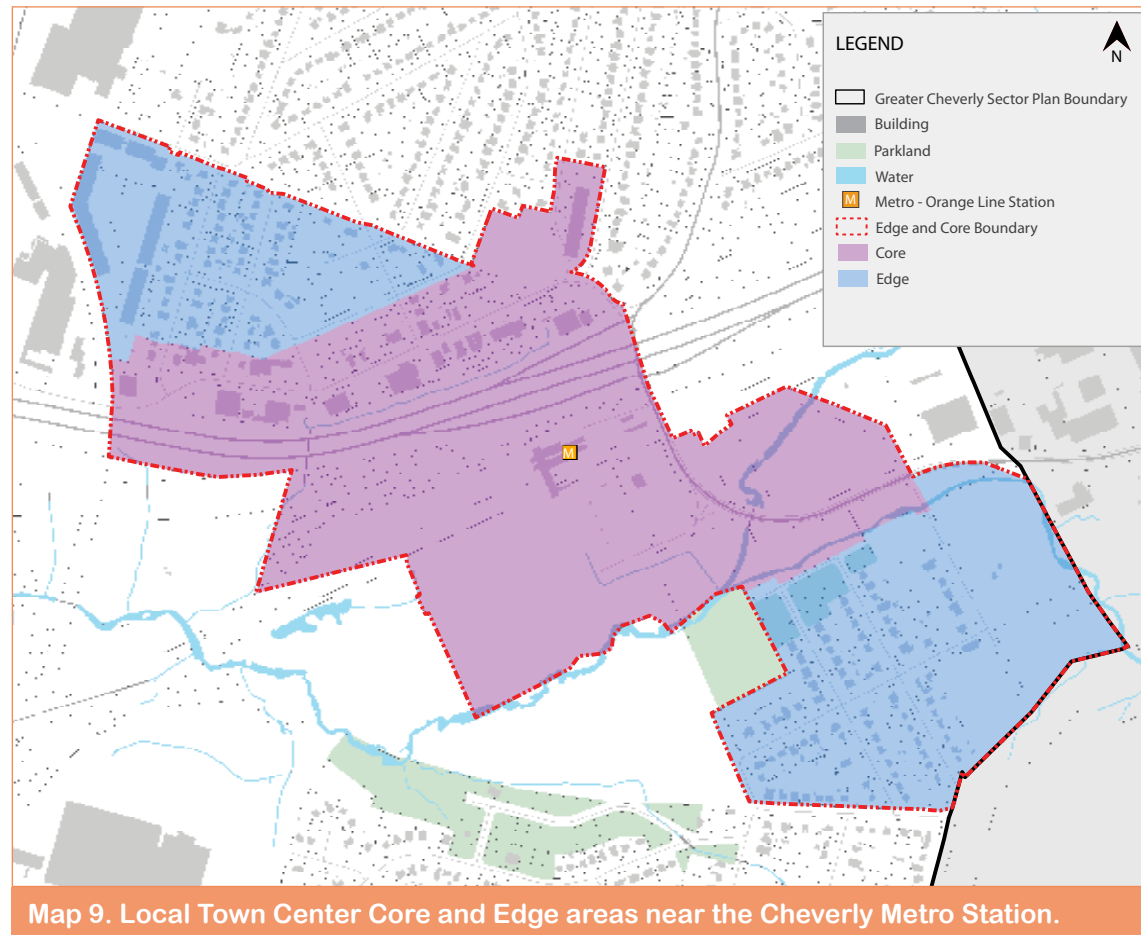 LEGEND
N
Greater Cheverly Sector Plan Boundary
Building
Parkland
Water
M
Metro - Orange Line Station
Edge and Core Boundary
Core
Edge
M
Map 9. Local Town Center Core and Edge areas near the Cheverly Metro Station.